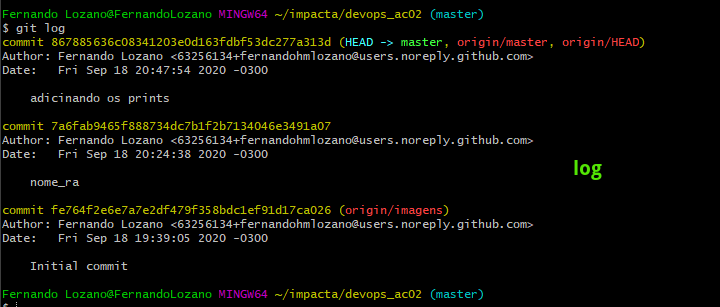 Fernando Lozano@FernandoLozano MINGW64 ~/impacta/devops_ac02 (master)
$ git log
commit 867885636c08341203e0d163fdbf53dc277a313d (HEAD -> master, origin/master, origin/HEAD)
Author: Fernando Lozano <63256134+fernandohmlozano@users.noreply.github.com>
Date:   Fri Sep 18 20:47:54 2020 -0300
    adicinando os prints
commit 7a6fab9465f888734dc7b1f2b7134046e3491a07
Author: Fernando Lozano <63256134+fernandohmlozano@users.noreply.github.com>
Date:   Fri Sep 18 20:24:38 2020 -0300
log
    nome_ra
commit fe764f2e6e7a7e2df479f358bdc1ef91d17ca026 (origin/imagens)
Author: Fernando Lozano <63256134+fernandohmlozano@users.noreply.github.com>
Date:   Fri Sep 18 19:39:05 2020 -0300
    Initial commit
Fernando Lozano@FernandoLozano MINGW64 ~/impacta/devops_ac02 (master)
$